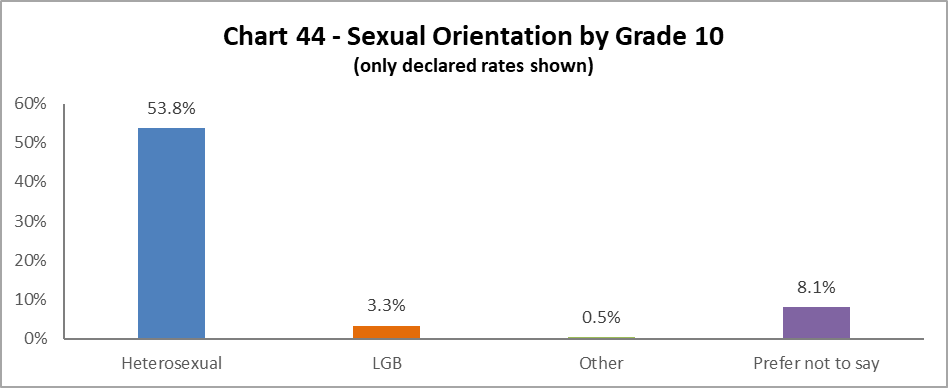 Chart 44 - Sexual Orientation by Grade 10
(only declared rates shown)
60%
50%
40%
30%
20%
10%
0%
53.8%
3.3%
0.5%
8.1%
Heterosexual
LGB
Other
Prefer not to say